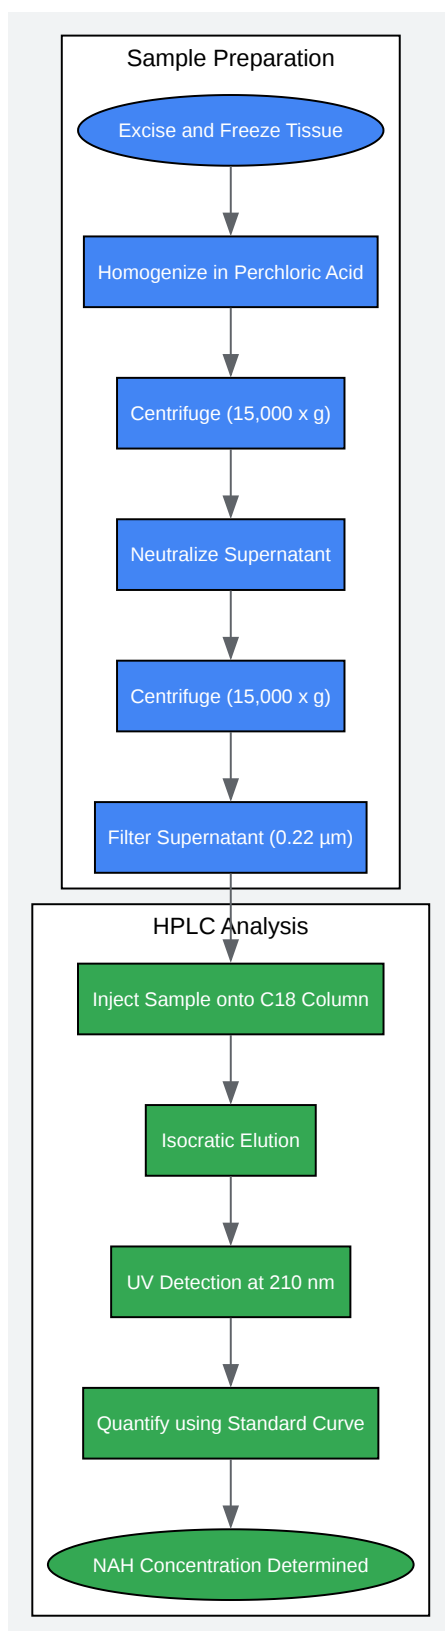 Sample Preparation
Excise and Freeze Tissue
Homogenize in Perchloric Acid
Centrifuge (15,000 x g)
Neutralize Supernatant
Centrifuge (15,000 x g)
Filter Supernatant (0.22 µm)
HPLC Analysis
Inject Sample onto C18 Column
Isocratic Elution
UV Detection at 210 nm
Quantify using Standard Curve
NAH Concentration Determined